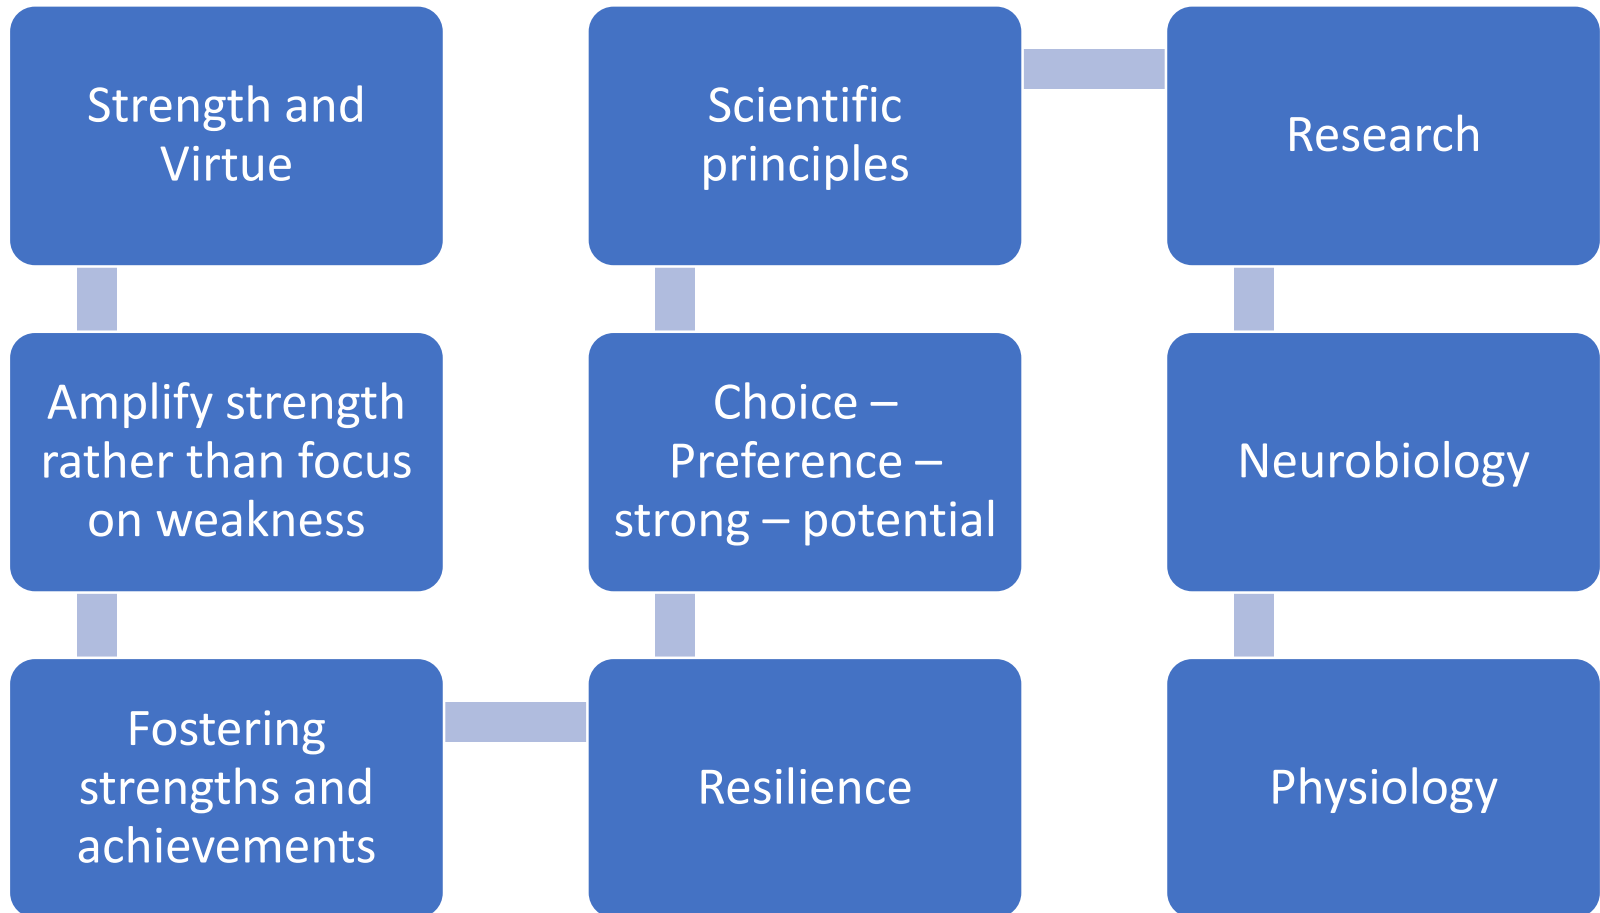 Strength and
Virtue
Amplify strength
rather than focus
on weakness
Fostering
strengths and
achievements
Resilience
Choice –
Preference –
strong – potential
Scientific
principles
Research
Neurobiology
Physiology